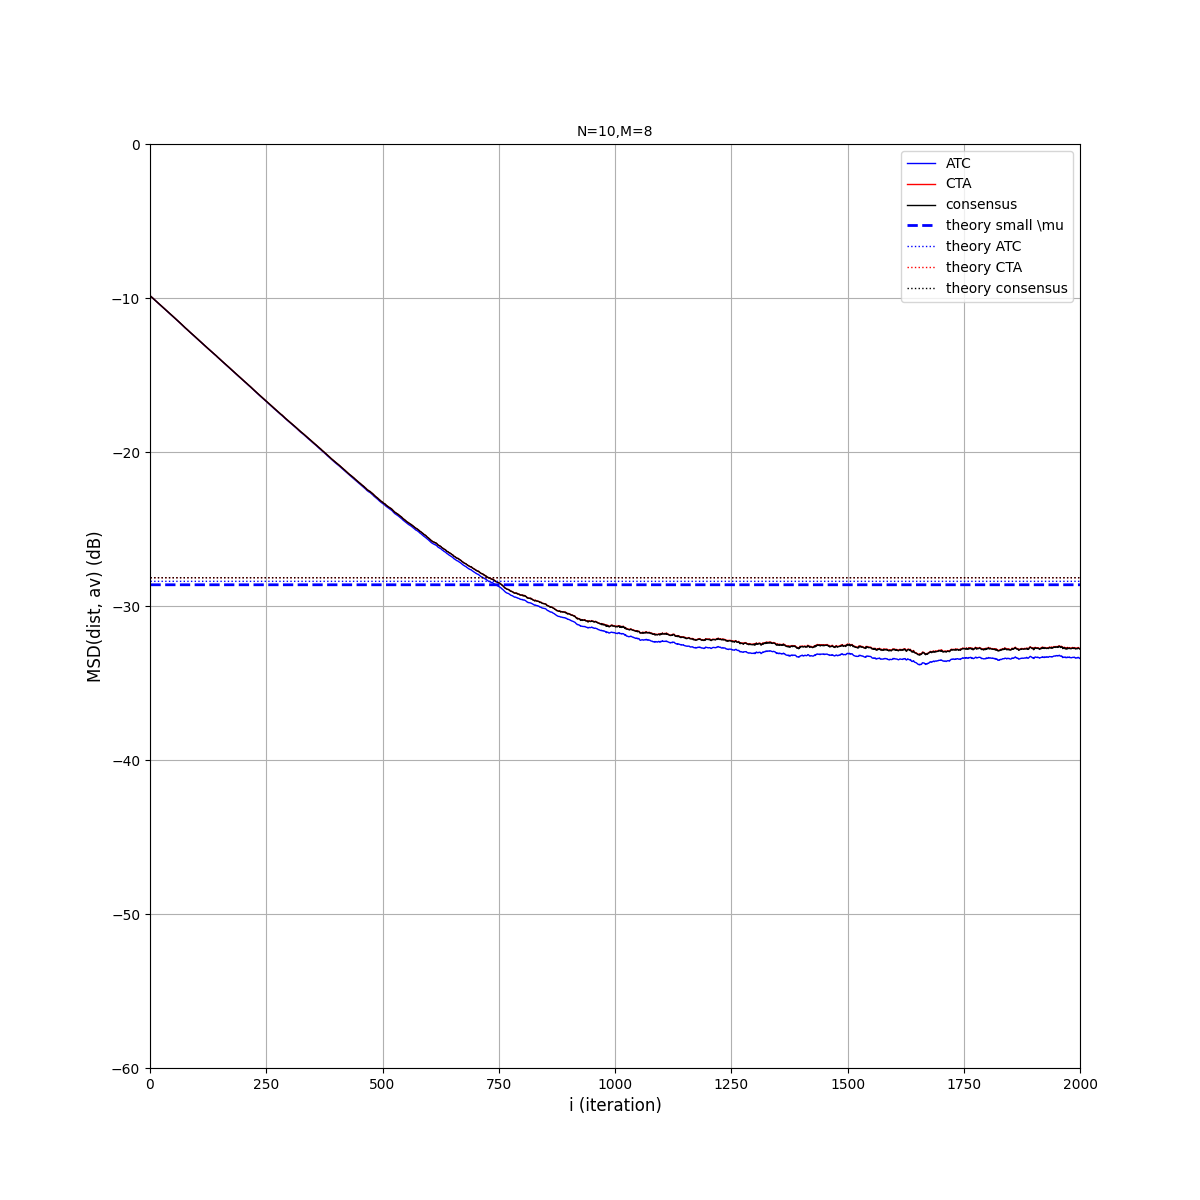 N=10,M=8
0
−10
−20
−30
−40
−50
−60
MSD(dist, av) (dB)
ATC
CTA
consensus
theory small \mu
theory ATC
theory CTA
theory consensus
0 250 500 750 1000 1250 1500 1750 2000
i (iteration)